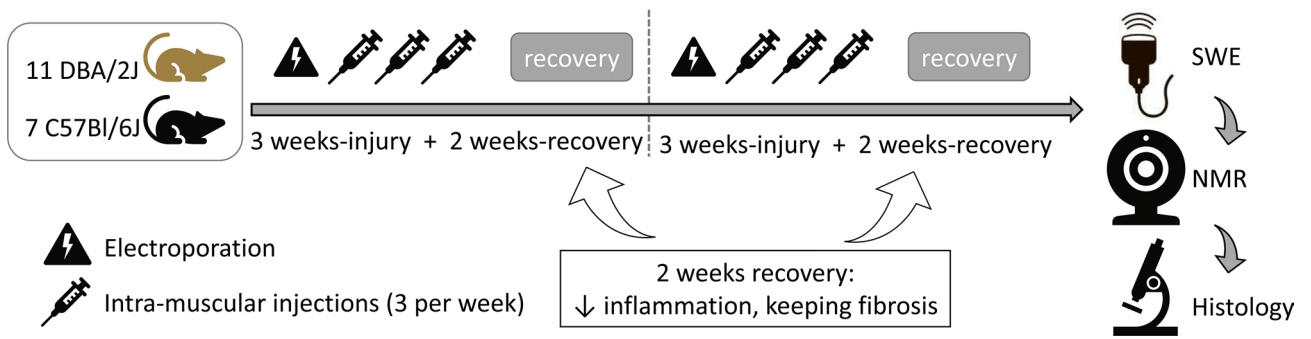 11 DBA/2J
7 C57Bl/6J
recovery
recovery
3 weeks-injury + 2 weeks-recovery
3 weeks-injury + 2 weeks-recovery
SWE
NMR
Histology
Electroporation
Intra-muscular injections (3 per week)
2 weeks recovery:
↓ inflammation, keeping fibrosis